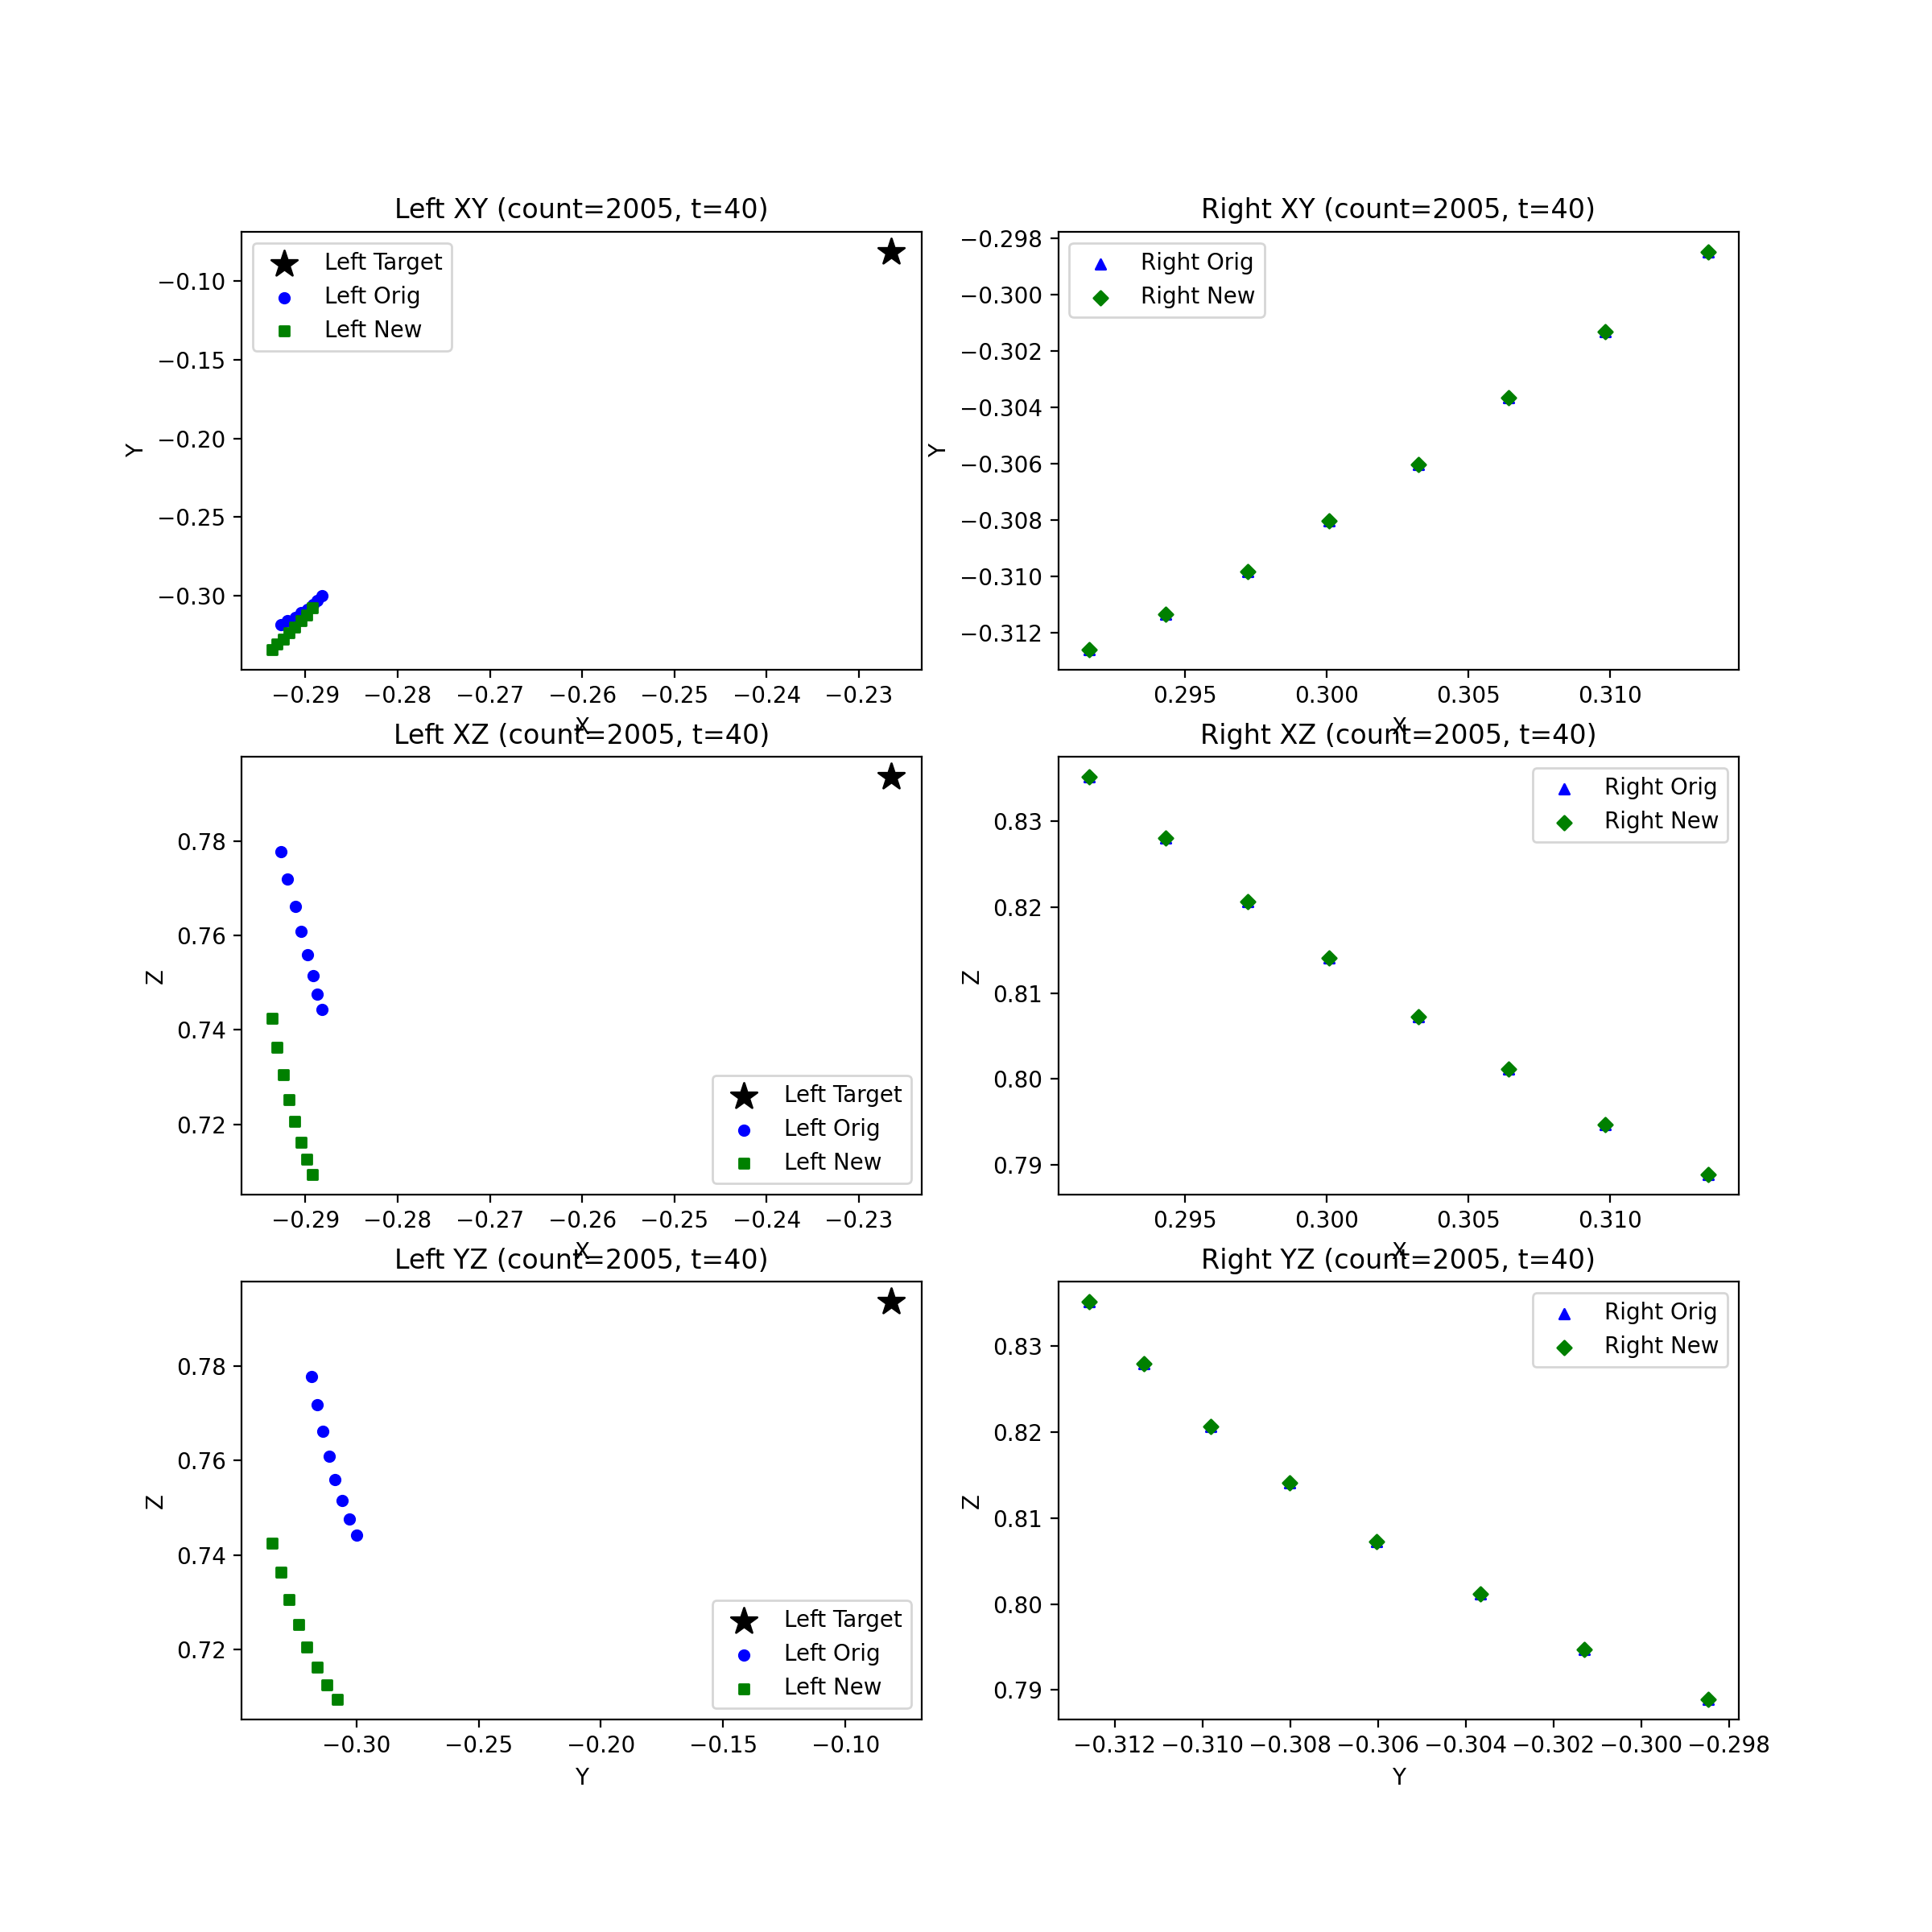 Left XY (count=2005, t=40)
Left Target
Left Orig
Left New
−0.10
−0.15
−0.20
−0.25
−0.30
Y
−0.29
−0.28
−0.27
−0.26
−0.25
−0.24
−0.23
X
Right XY (count=2005, t=40)
Right Orig
Right New
−0.298
−0.300
−0.302
−0.304
−0.306
−0.308
−0.310
−0.312
Y
0.295
0.300
0.305
0.310
X
Left XZ (count=2005, t=40)
0.78
0.76
0.74
0.72
Z
Left Target
Left Orig
Left New
−0.29
−0.28
−0.27
−0.26
−0.25
−0.24
−0.23
X
Right XZ (count=2005, t=40)
Right Orig
Right New
0.83
0.82
0.81
0.80
0.79
Z
0.295
0.300
0.305
0.310
X
Left YZ (count=2005, t=40)
0.78
0.76
0.74
0.72
Z
Left Target
Left Orig
Left New
−0.30
−0.25
−0.20
−0.15
−0.10
Y
Right YZ (count=2005, t=40)
Right Orig
Right New
0.83
0.82
0.81
0.80
0.79
Z
−0.312
−0.310
−0.308
−0.306
−0.304
−0.302
−0.300
−0.298
Y